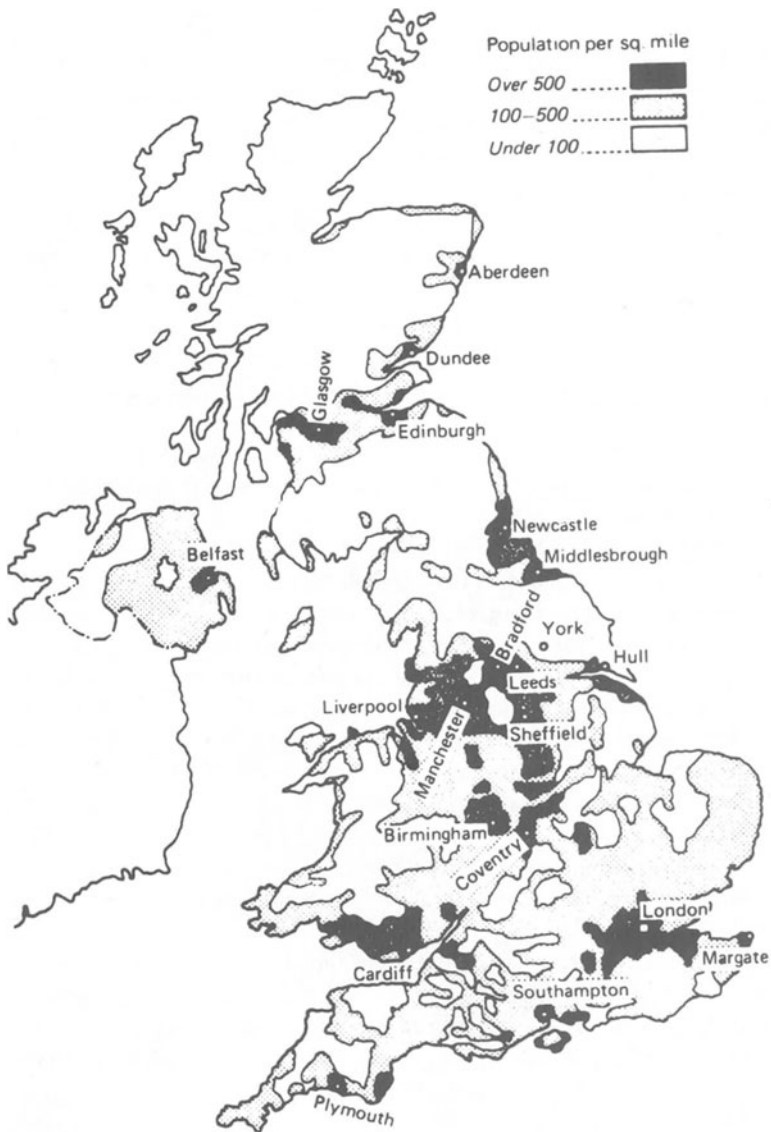 Population per sq. mile
Over 500
100–500
Under 100
Aberdeen
Dundee
Glasgow
Edinburgh
Newcastle
Belfast
Middlesbrough
Bradford
York
Hull
Leeds
Liverpool
Manchester
Sheffield
Birmingham
Coventry
London
Margate
Cardiff
Southampton
Plymouth